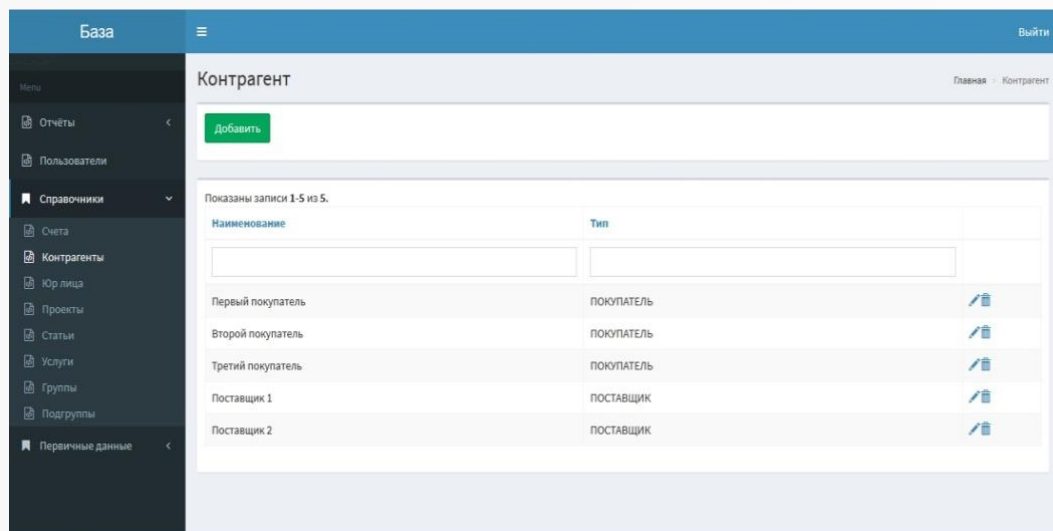 База
Выйти
Menu
Отчёты
Пользователи
Справочники
Счета
Контрагенты
Юр лица
Проекты
Статьи
Услуги
Группы
Подгруппы
Первичные данные
Контрагент
Главная > Контрагент
Добавить
Показаны записи 1-5 из 5.
Наименование Тип
Первый покупатель ПОКУПАТЕЛЬ
Второй покупатель ПОКУПАТЕЛЬ
Третий покупатель ПОКУПАТЕЛЬ
Поставщик 1 ПОСТАВЩИК
Поставщик 2 ПОСТАВЩИК